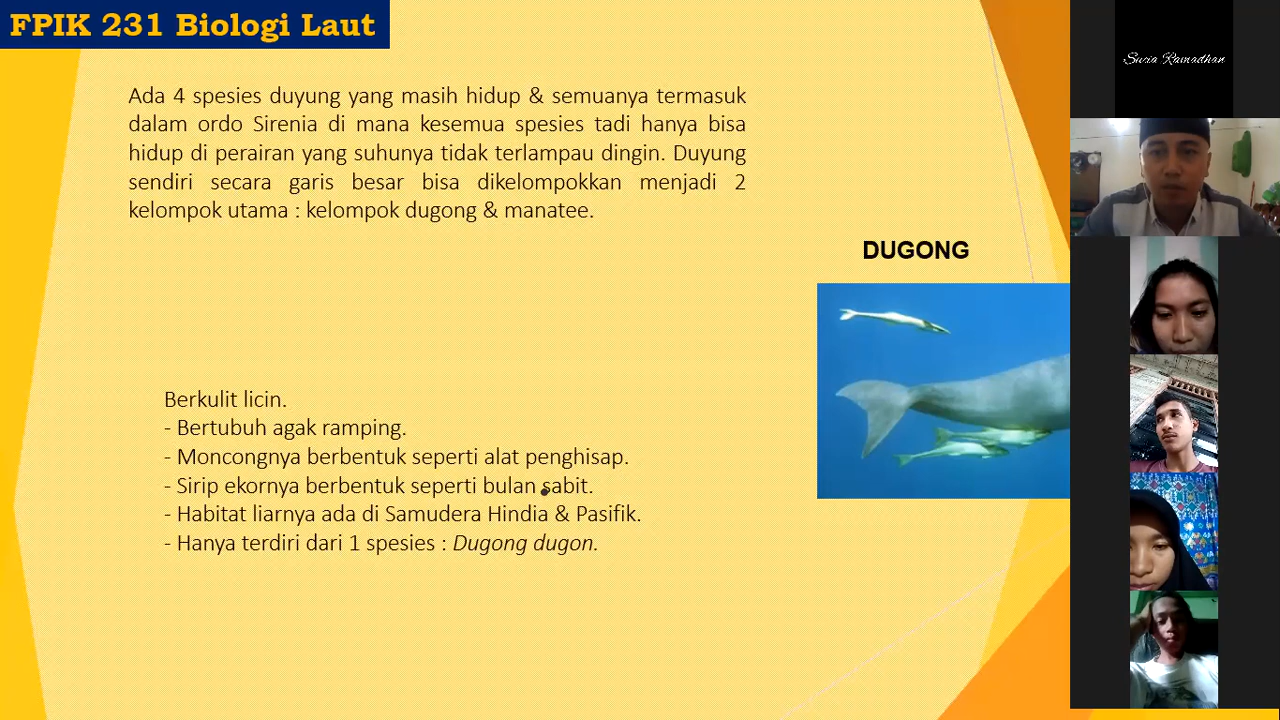 FPIK 231 Biologi Laut
Ada 4 spesies duyung yang masih hidup & semuanya termasuk
dalam ordo Sirenia di mana kesemua spesies tadi hanya bisa
hidup di perairan yang suhunya tidak terlampau dingin. Duyung
sendiri secara garis besar bisa dikelompokkan menjadi 2
kelompok utama : kelompok dugong & manatee.
DUGONG
Berkulit licin.
- Bertubuh agak ramping.
- Moncongnya berbentuk seperti alat penghisap.
- Sirip ekornya berbentuk seperti bulan sabit.
- Habitat liarnya ada di Samudera Hindia & Pasifik.
- Hanya terdiri dari 1 spesies : Dugong dugon.
Suria Ramadhan